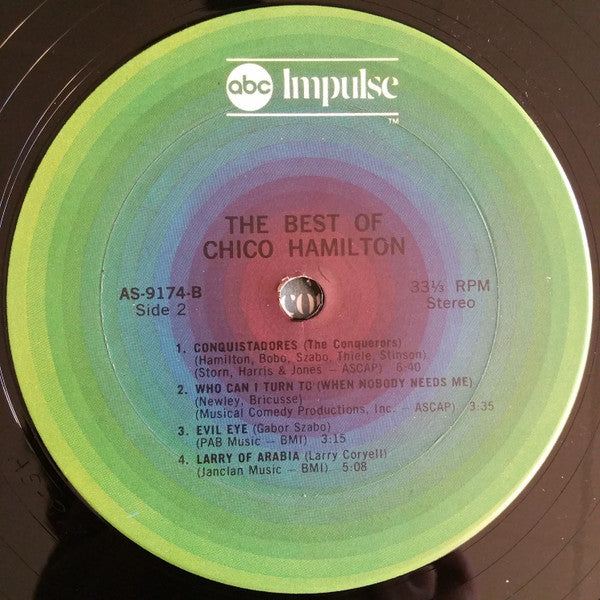 abc Impulse
TM
THE BEST OF
CHICO HAMILTON
AS-9174-B
Side 2
33⅓ RPM
Stereo
1. CONQUISTADORES (The Conquerors)
(Hamilton, Bobo, Szabo, Thiele, Stinson)
(Storn, Harris & Jones — ASCAP) 6:40
2. WHO CAN I TURN TO (WHEN NOBODY NEEDS ME)
(Newley, Bricusse)
(Musical Comedy Productions, Inc. — ASCAP) 3:35
3. EVIL EYE (Gabor Szabo)
(PAB Music — BMI) 3:15
4. LARRY OF ARABIA (Larry Coryell)
(Janclan Music — BMI) 5:08